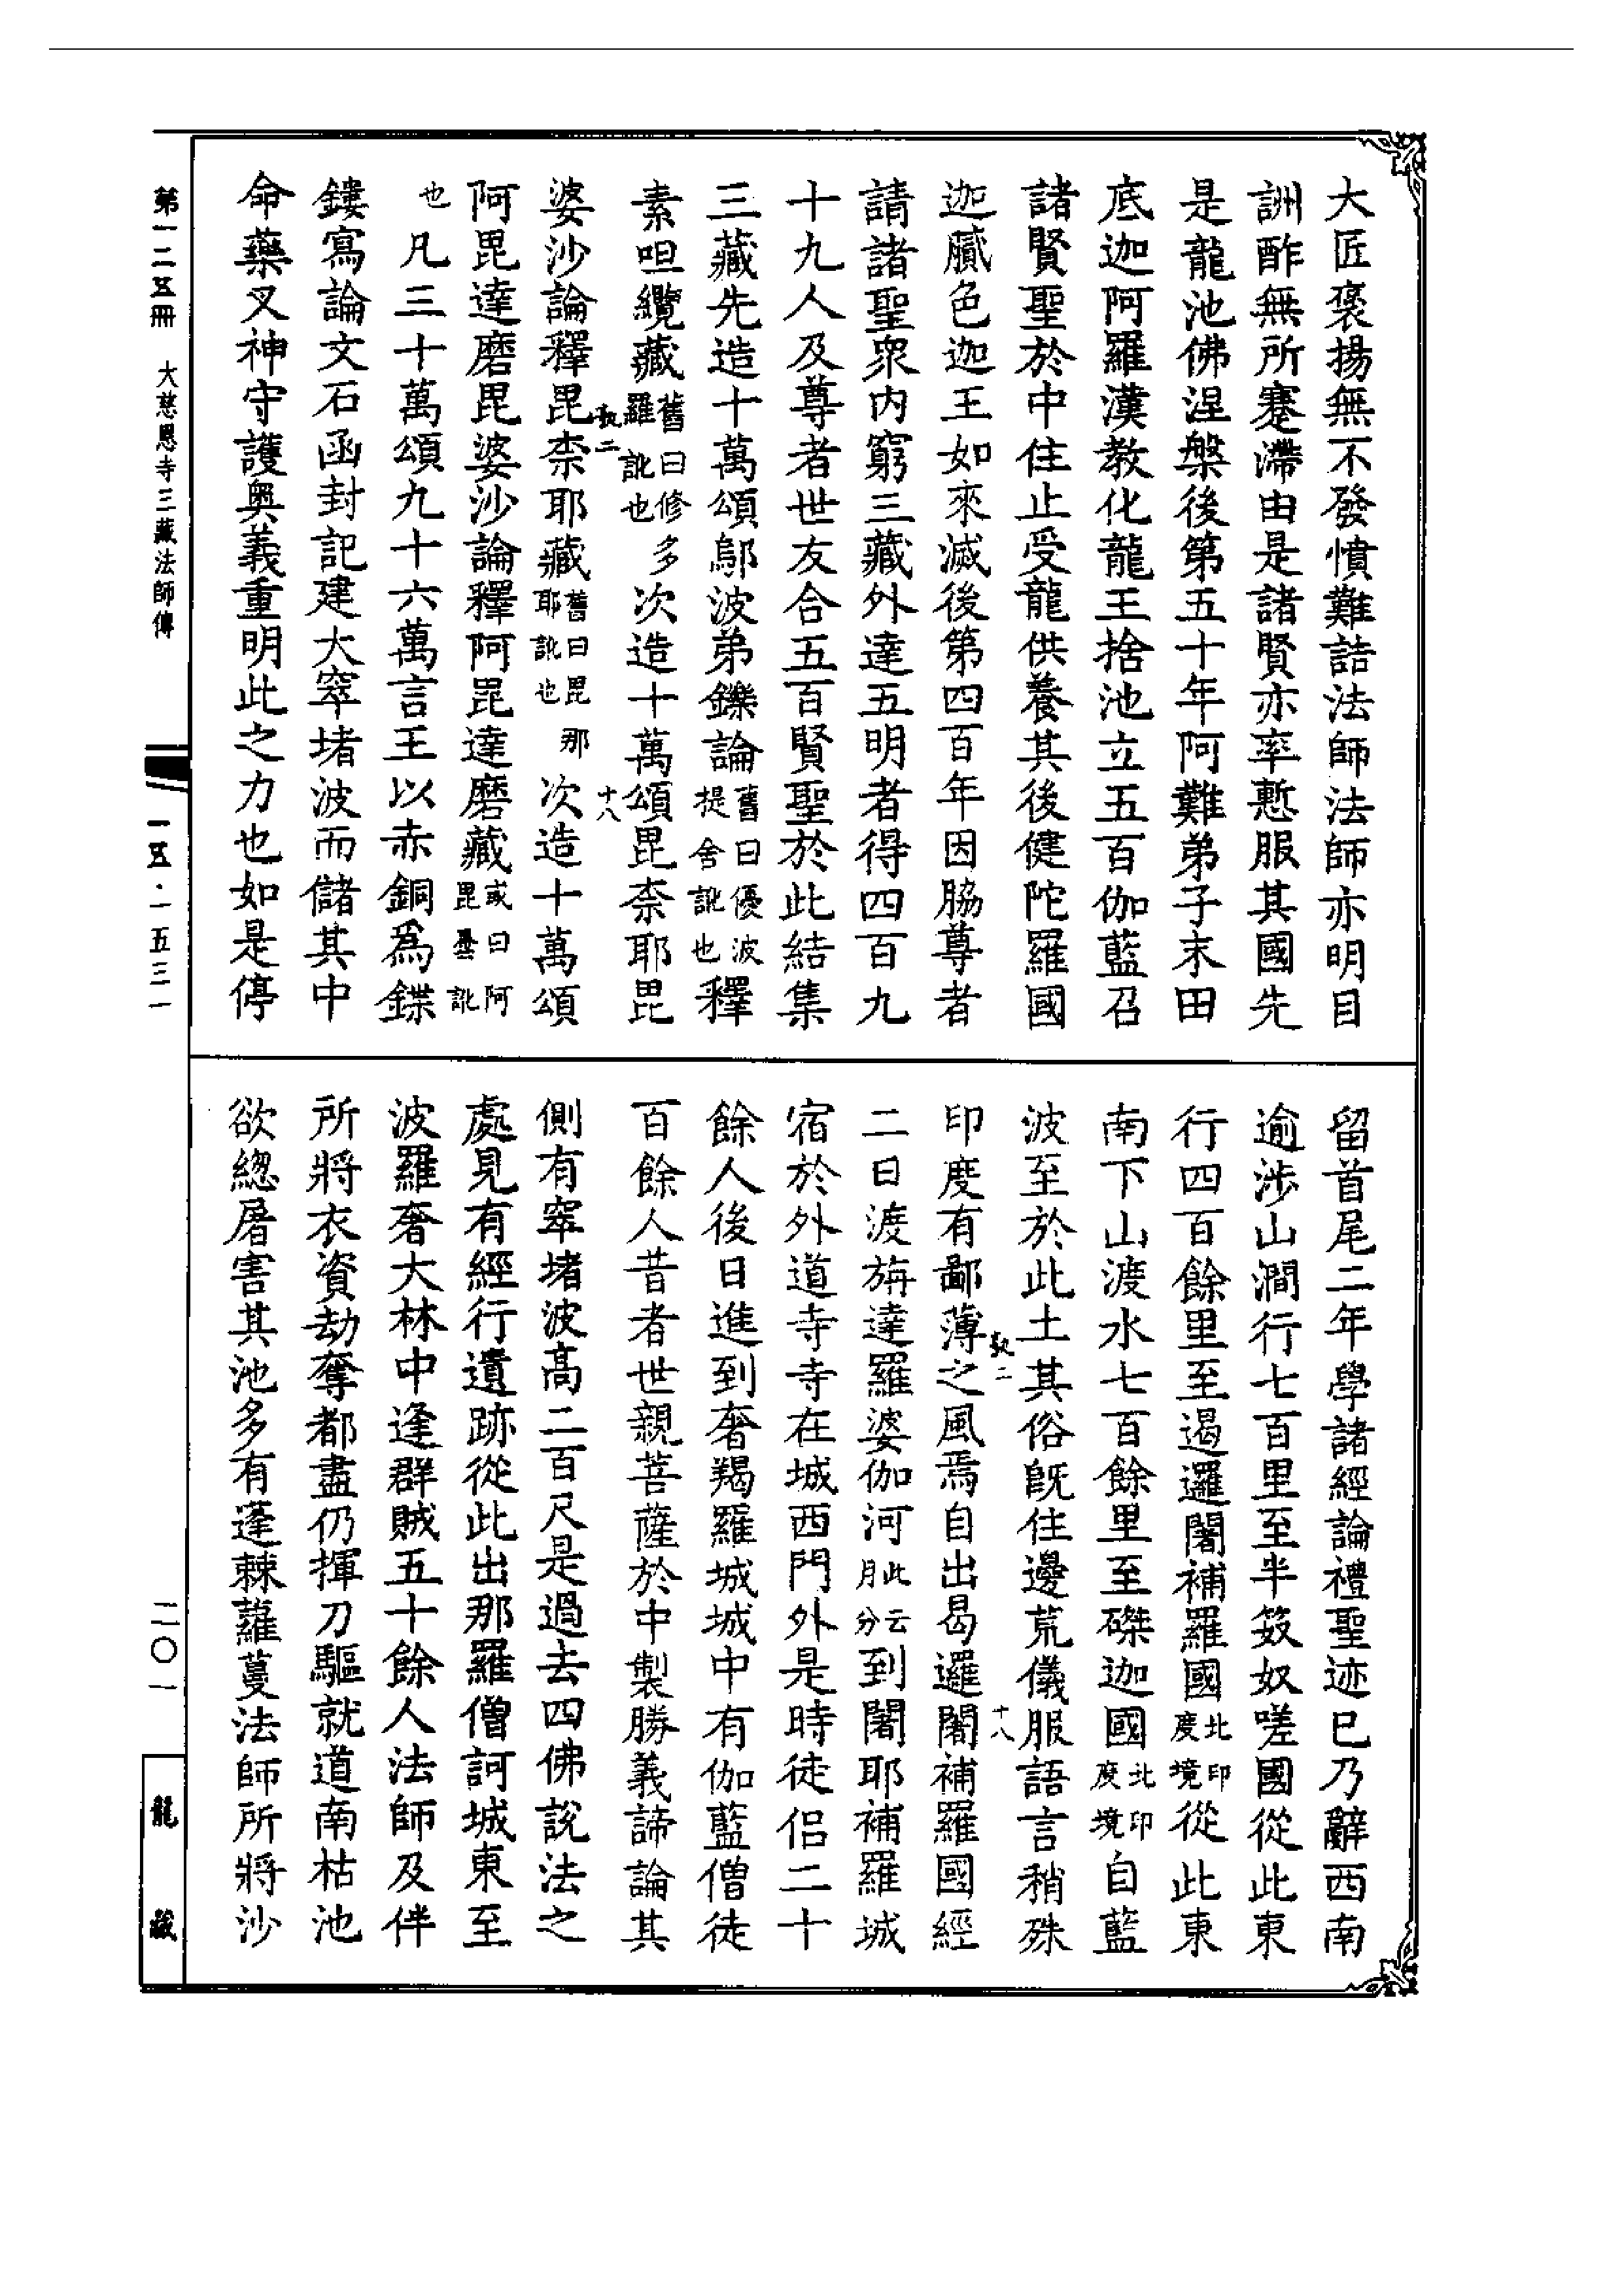 大匠褒揚無不發憤難詰法師法師亦明目
詶酢無所蹇滯由是諸賢亦率慙服其國先
是龍池佛涅槃後第五十年阿難弟子末田
底迦阿羅漢教化龍王捨池立五百伽藍召
諸賢聖於中住止受龍供養其後健陀羅國
迦膩色迦王如來滅後第四百年因脇尊者
請諸聖衆內窮三藏外達五明者得四百九
十九人及尊者世友合五百賢聖於此結集
三藏先造十萬頌鄔波弟鑠論舊曰優波提舍訛也釋
素呾纜藏舊曰修多羅訛也次造十萬頌毘奈耶毘
婆沙論釋毘奈耶藏舊曰毘那耶訛也次造十萬頌
阿毘達磨毘婆沙論釋阿毘達磨藏或曰阿毘曇訛
也凡三十萬頌九十六萬言王以赤銅爲鍱
鏤寫論文石函封記建大窣堵波而儲其中
命藥叉神守護奥義重明此之力也如是停
留首尾二年學諸經論禮聖迹已乃辭西南
逾涉山澗行七百里至半笯奴嗟國從此東
行四百餘里至遏邏闍補羅國北印度境從此東
南下山渡水七百餘里至磔迦國北印度境自藍
波至於此土其俗旣住邊荒儀服語言稍殊
印度有鄙薄之風焉自出曷邏闍補羅國經
二日渡旃達羅婆伽河此云月分到闍耶補羅城
宿於外道寺寺在城西門外是時徒侣二十
餘人後日進到奢羯羅城城中有伽藍僧徒
百餘人昔者世親菩薩於中製勝義諦論其
側有窣堵波高二百尺是過去四佛說法之
處見有經行遺跡從此出那羅僧訶城東至
波羅奢大林中逢群賊五十餘人法師及伴
所將衣資劫奪都盡仍揮刀驅就道南枯池
欲緫屠害其池多有蓬棘蘿蔓法師所將沙
執二
十八
執二
十八
第一二五冊　大慈恩寺三藏法師傳
一五·一五三一
二〇一
龍藏